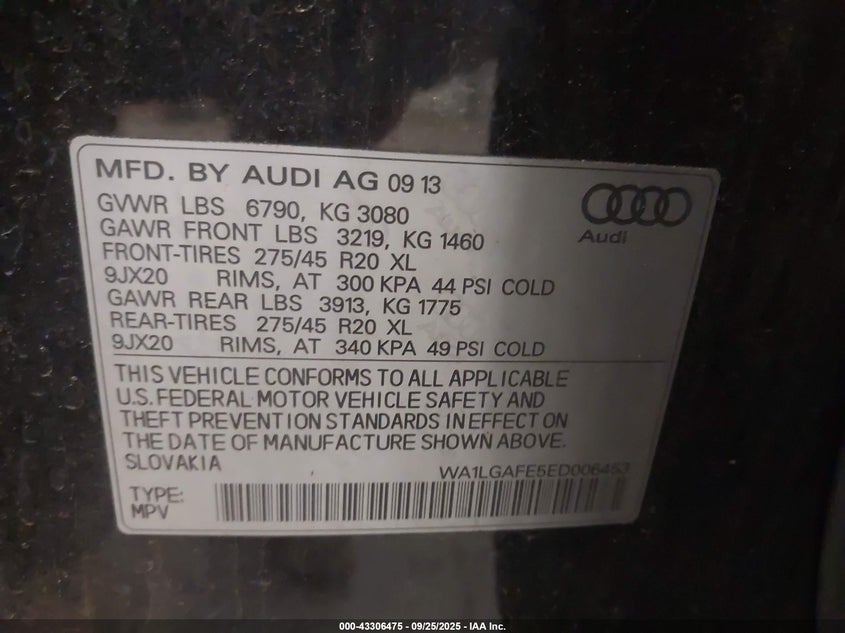 MFD. BY AUDI AG 09 13
GVWR LBS 6790, KG 3080
GAWR FRONT LBS 3219, KG 1460
FRONT-TIRES 275/45 R20 XL
9JX20 RIMS, AT 300 KPA 44 PSI COLD
GAWR REAR LBS 3913, KG 1775
REAR-TIRES 275/45 R20 XL
9JX20 RIMS, AT 340 KPA 49 PSI COLD
Audi
THIS VEHICLE CONFORMS TO ALL APPLICABLE
U.S. FEDERAL MOTOR VEHICLE SAFETY AND
THEFT PREVENTION STANDARDS IN EFFECT ON
THE DATE OF MANUFACTURE SHOWN ABOVE.
SLOVAKIA
WA1LGAFE5ED006453
TYPE:
MPV
000-43306475 - 09/25/2025 - IAA Inc.